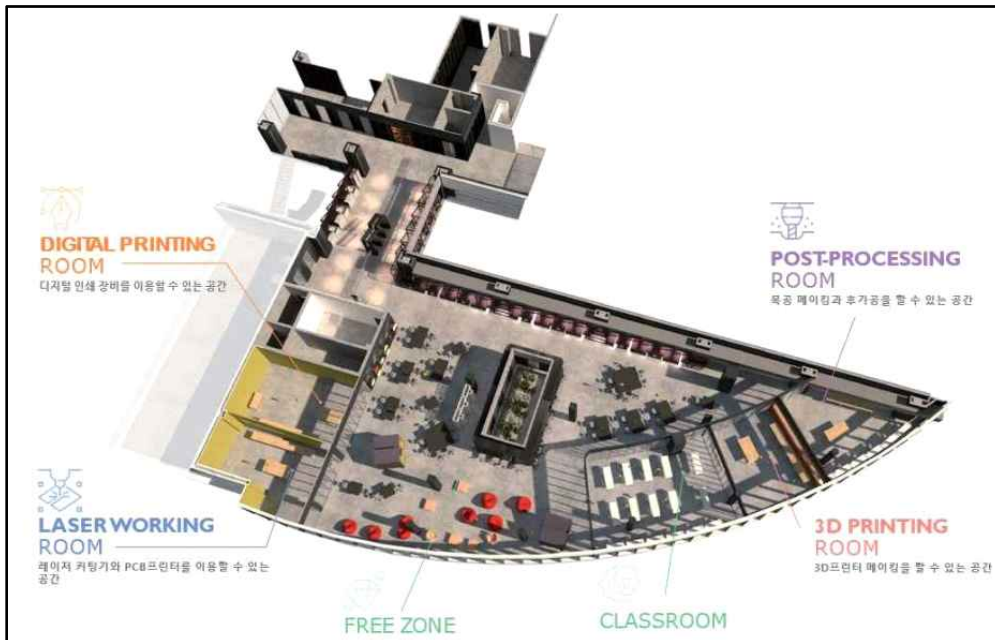 DIGITAL PRINTING
ROOM
디지털 인쇄 장비를 이용할 수 있는 공간
POST-PROCESSING
ROOM
목공 메이킹과 후가공을 할 수 있는 공간
LASER WORKING
ROOM
레이저 커팅기와 PCB프린터를 이용할 수 있는
공간
3D PRINTING
ROOM
3D프린터 메이킹을 할 수 있는 공간
FREE ZONE
CLASSROOM